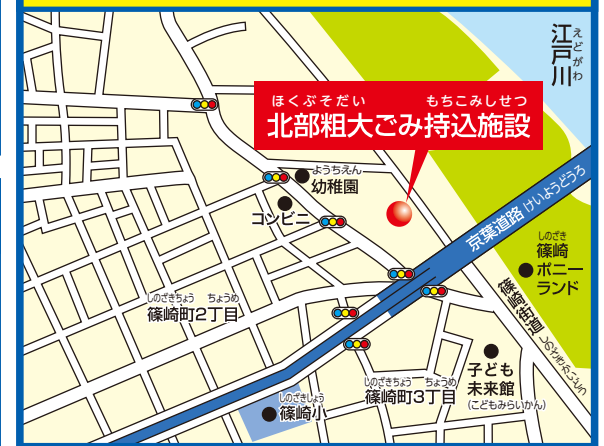 えどがわ
江戸川
ほくぶそだい もちこみしせつ
北部粗大ごみ持込施設
ようちえん
幼稚園
コンビニ
京葉道路 けいようどうろ
しのざき
篠崎
ポニー
ランド
篠崎街道 しのざきかいどう
しのざきちょう ちょうめ
篠崎町2丁目
子ども
未来館
(こどもみらいかん)
しのざきちょう ちょうめ
篠崎町3丁目
しのざきしょう
篠崎小